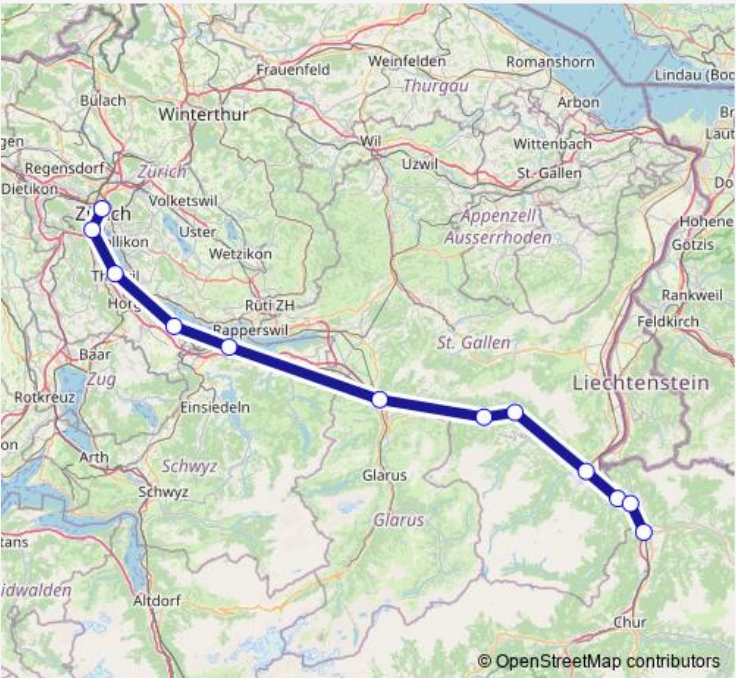 Frauenfeld
Weinfelden
Romanshorn
Lindau (Bod
Thurgau
Bülach
Winterthur
Arbon
Wil
Wittenbach
Uzwil
St. Gallen
Regensdorf
Zürich
Dietikon
Volketswil
Appenzell
Ausserrhoden
Uster
Hohene
Wetzikon
Götzis
Rankweil
Rüti ZH
Feldkirch
Rapperswil
St. Gallen
Baar
Zug
Liechtenstein
Rotkreuz
Einsiedeln
Arth
Schwyz
Schwyz
Glarus
Glarus
idwalden
Altdorf
Chur
© OpenStreetMap contributors